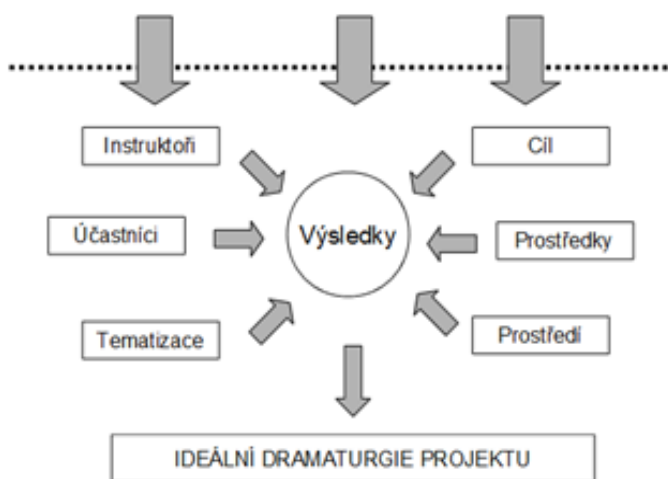 Instruktoři
Cíl
Účastníci
Výsledky
Prostředky
Tematizace
Prostředí
IDEÁLNÍ DRAMATURGIE PROJEKTU